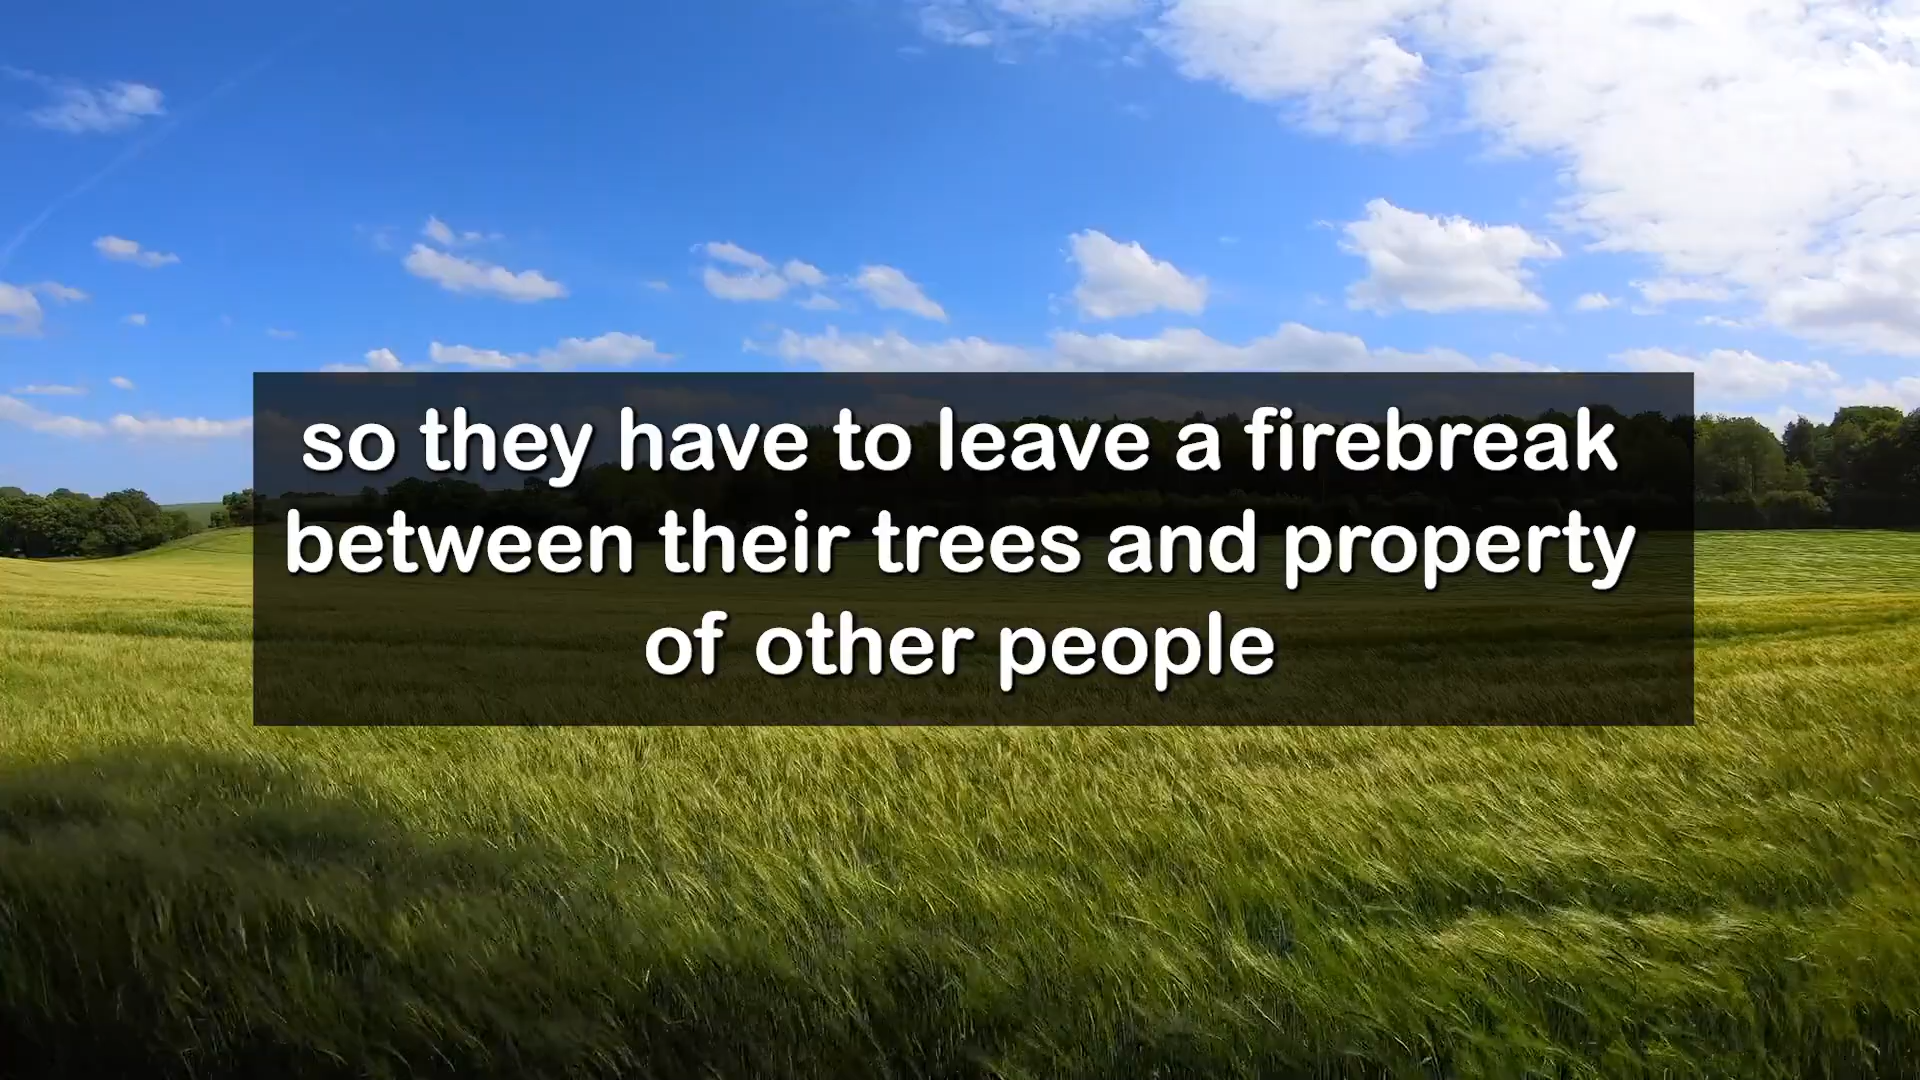 so they have to leave a firebreak
between their trees and property
of other people